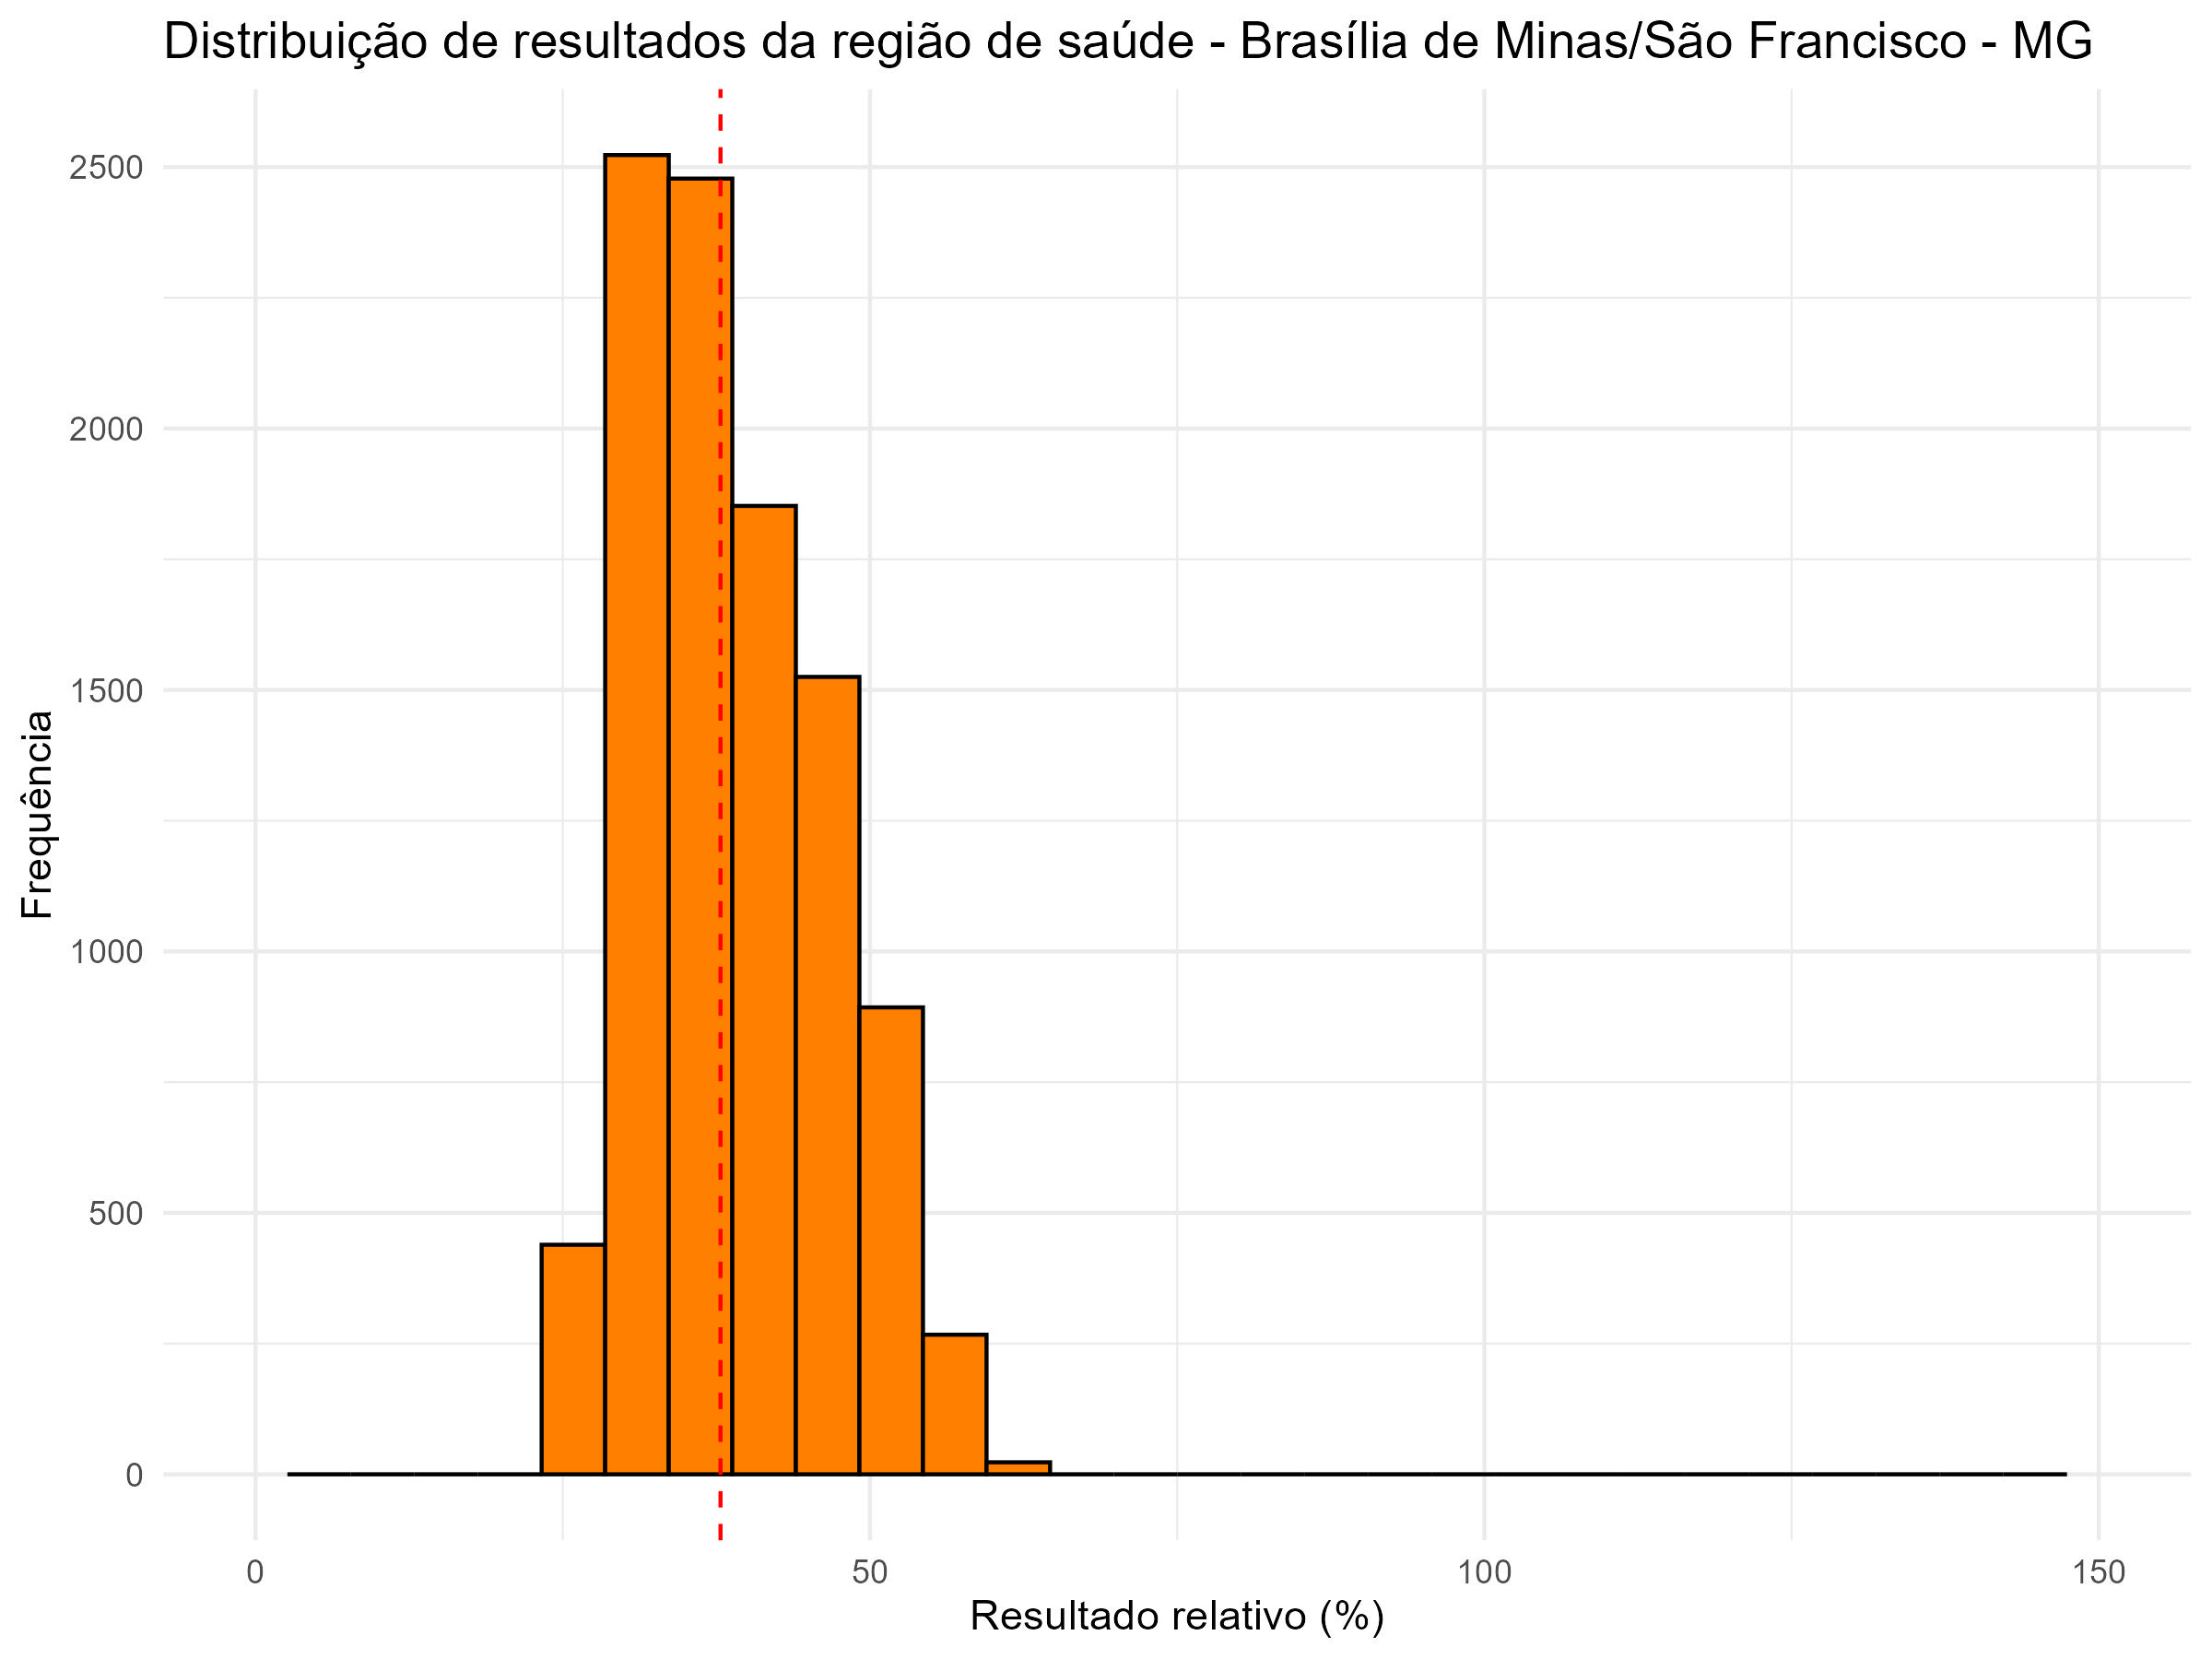 Distribuição de resultados da região de saúde - Brasília de Minas/São Francisco - MG
Frequência
2500
2000
1500
1000
500
0
0 50 100 150
Resultado relativo (%)